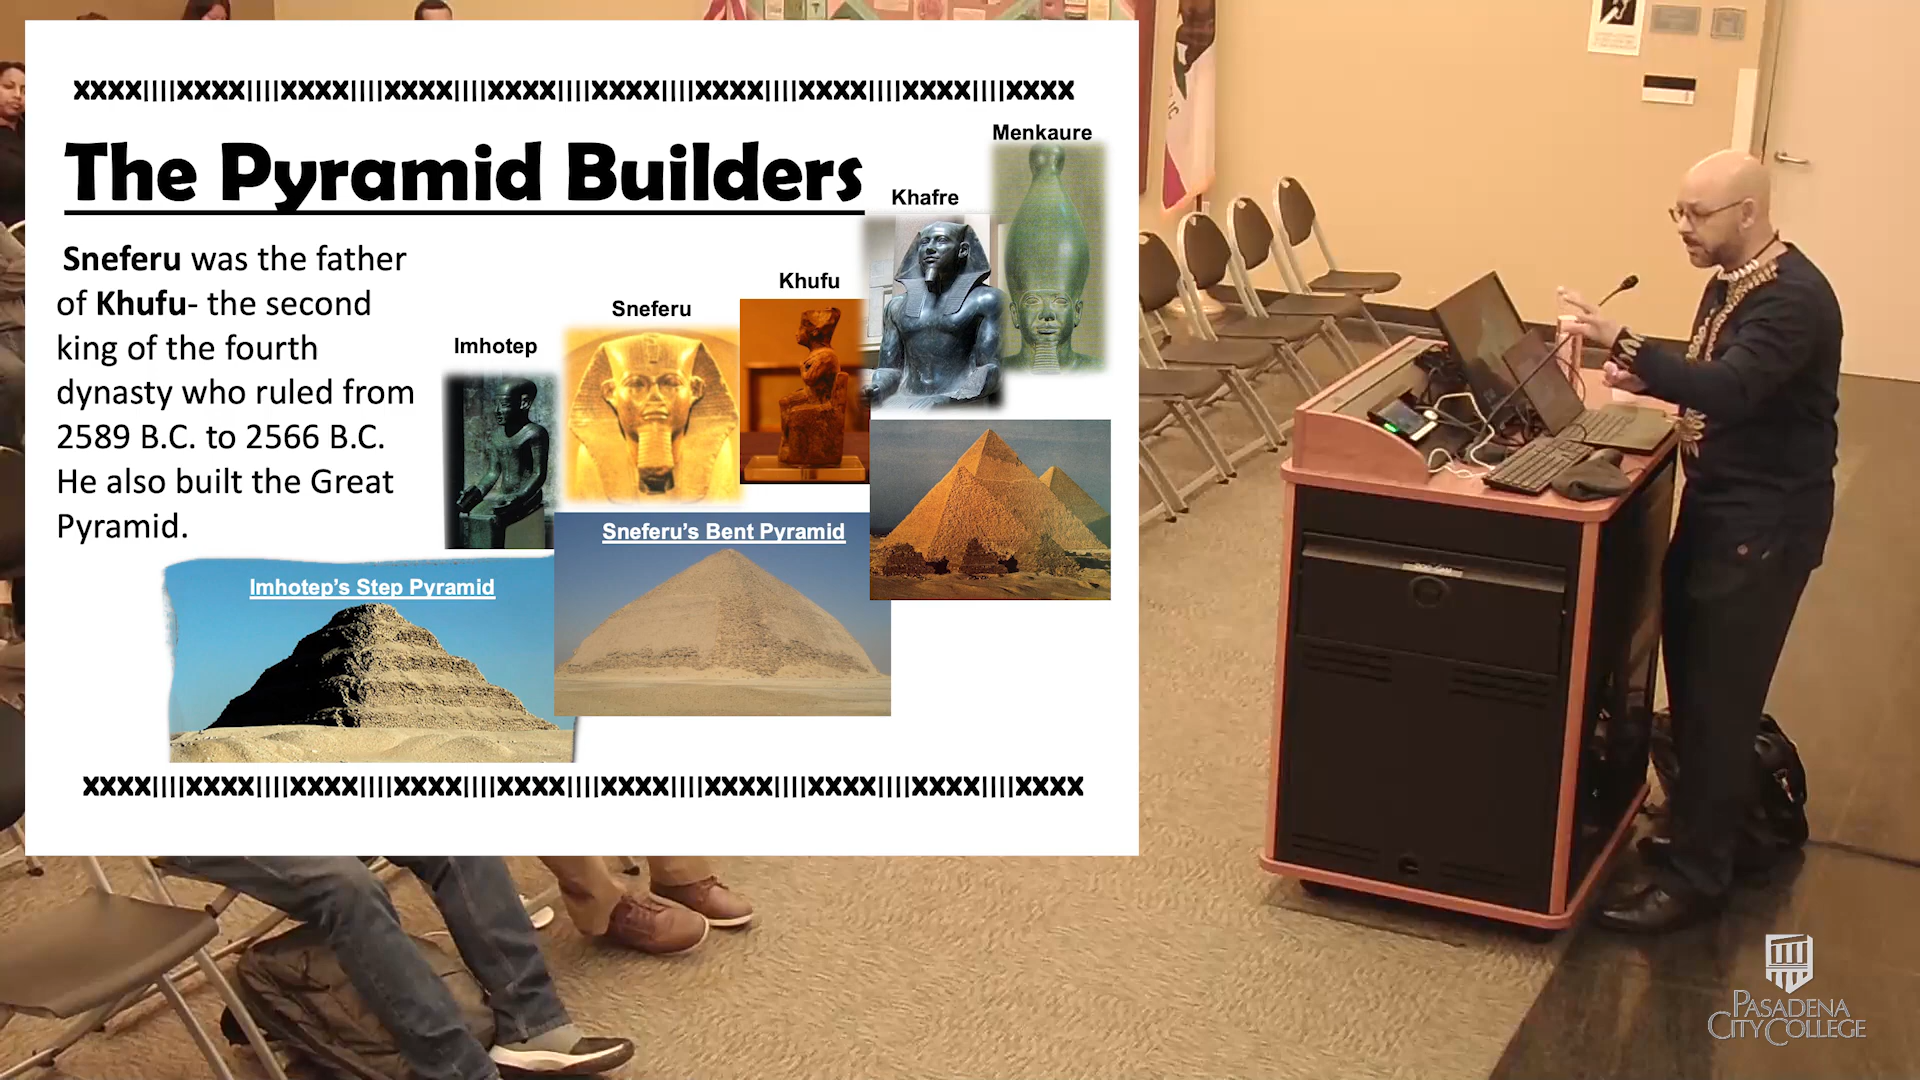 XXXX||||XXXX||||XXXX||||XXXX||||XXXX||||XXXX||||XXXX||||XXXX||||XXXX||||XXXX
The Pyramid Builders
Menkaure
Khafre
Khufu
Sneferu
Imhotep
Sneferu was the father
of Khufu- the second
king of the fourth
dynasty who ruled from
2589 B.C. to 2566 B.C.
He also built the Great
Pyramid.
Sneferu's Bent Pyramid
Imhotep's Step Pyramid
XXXX||||XXXX||||XXXX||||XXXX||||XXXX||||XXXX||||XXXX||||XXXX||||XXXX||||XXXX
PASADENA
CITY COLLEGE